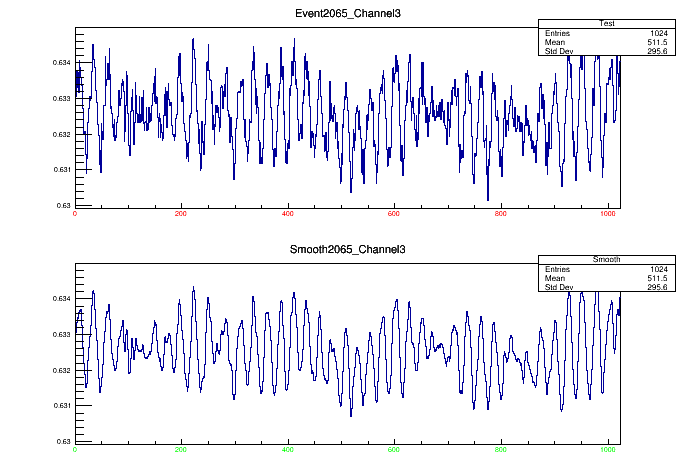 Event2065_Channel3
Test
Entries 1024
Mean 511.5
Std Dev 295.6
0.634
0.633
0.632
0.631
0.63
0 200 400 600 800 1000
Smooth2065_Channel3
Smooth
Entries 1024
Mean 511.5
Std Dev 295.6
0.634
0.633
0.632
0.631
0.63
0 200 400 600 800 1000